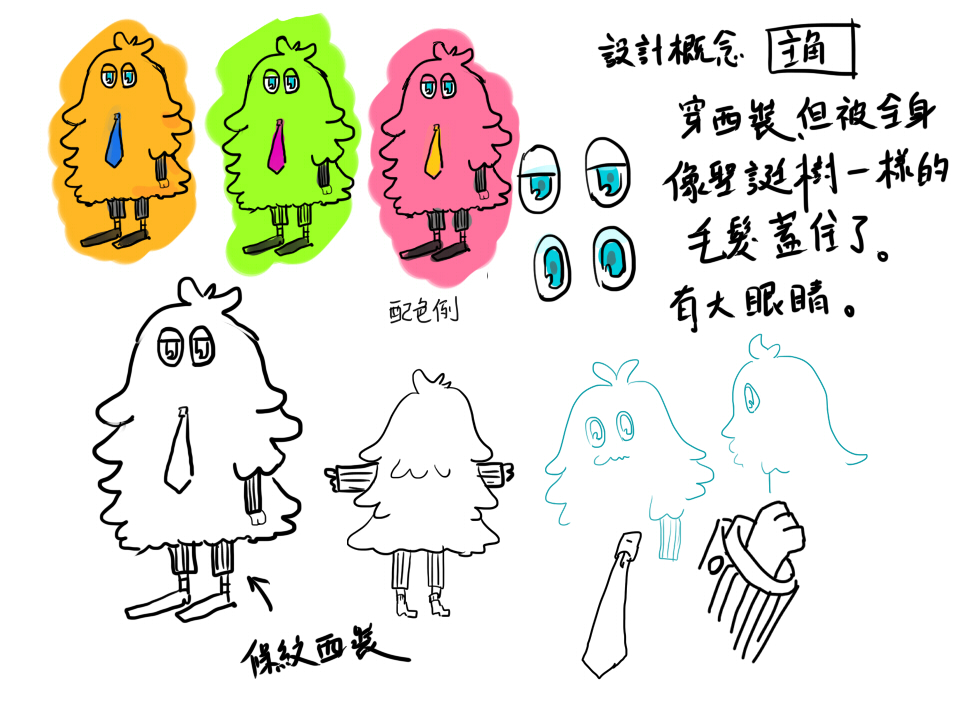 設計概念 主角
穿西裝，但被全身
像聖誕樹一樣的
毛髮蓋住了。
有大眼睛。
配色例
條紋西裝